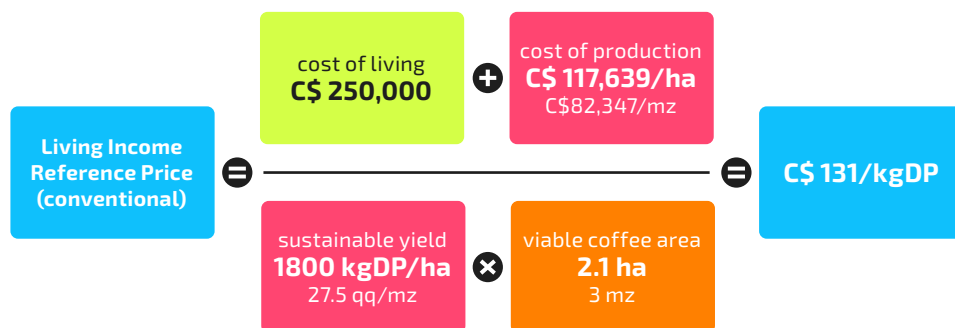 cost of living
C$ 250,000
+
cost of production
C$ 117,639/ha
C$82,347/mz
Living Income
Reference Price
(conventional)
=
=
C$ 131/kgDP
sustainable yield
1800 kgDP/ha
27.5 qq/mz
×
viable coffee area
2.1 ha
3 mz